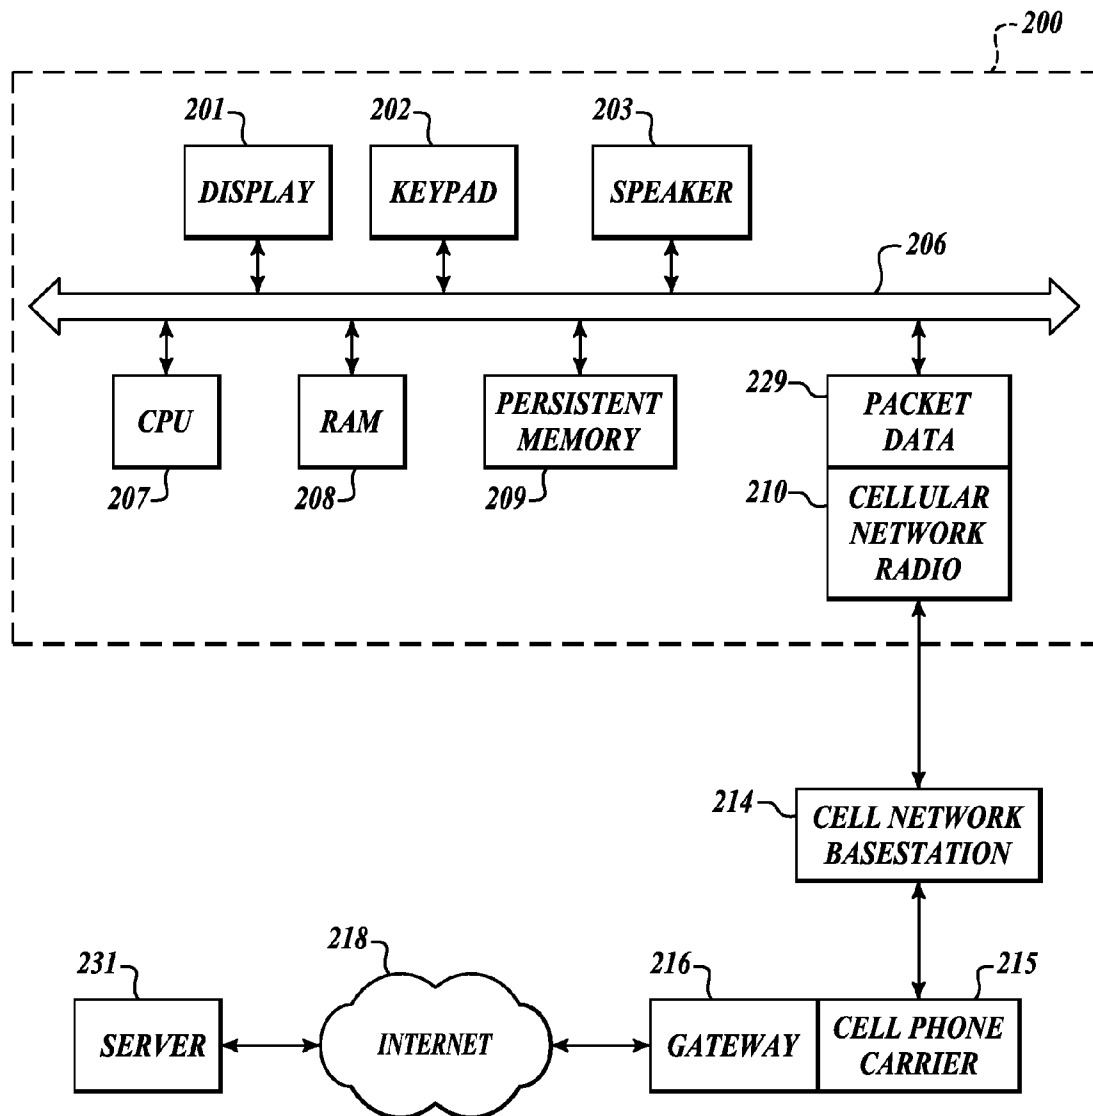 200
201
202
203
DISPLAY
KEYPAD
SPEAKER
206
CPU
RAM
PERSISTENT
MEMORY
229
PACKET
DATA
207
208
209
210
CELLULAR
NETWORK
RADIO
214
CELL NETWORK
BASESTATION
231
218
216
215
SERVER
INTERNET
GATEWAY
CELL PHONE
CARRIER